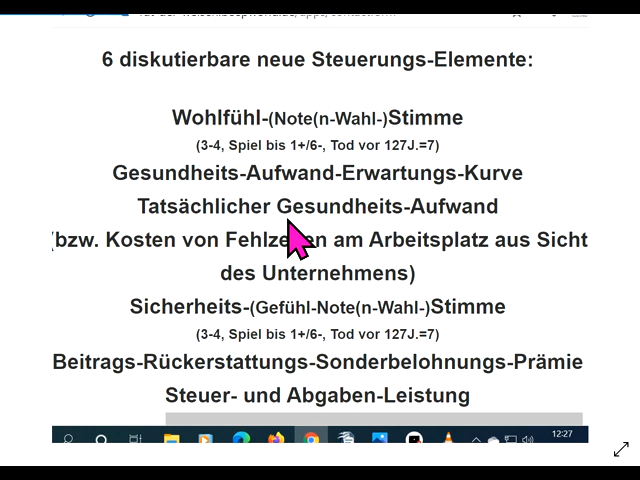 6 diskutierbare neue Steuerungs-Elemente:
Wohlfühl-(Note(n-Wahl-)Stimme
(3-4, Spiel bis 1+/6-, Tod vor 127J.=7)
Gesundheits-Aufwand-Erwartungs-Kurve
Tatsächlicher Gesundheits-Aufwand
(bzw. Kosten von am Arbeitsplatz aus Sicht
des Unternehmens)
Sicherheits-(Gefühl-Note(n-Wahl-)Stimme
(3-4, Spiel bis 1+/6-, Tod vor 127J.=7)
Beitrags-Rückerstattungs-Sonderbelohnungs-Prämie
Steuer- und Abgaben-Leistung
12:27